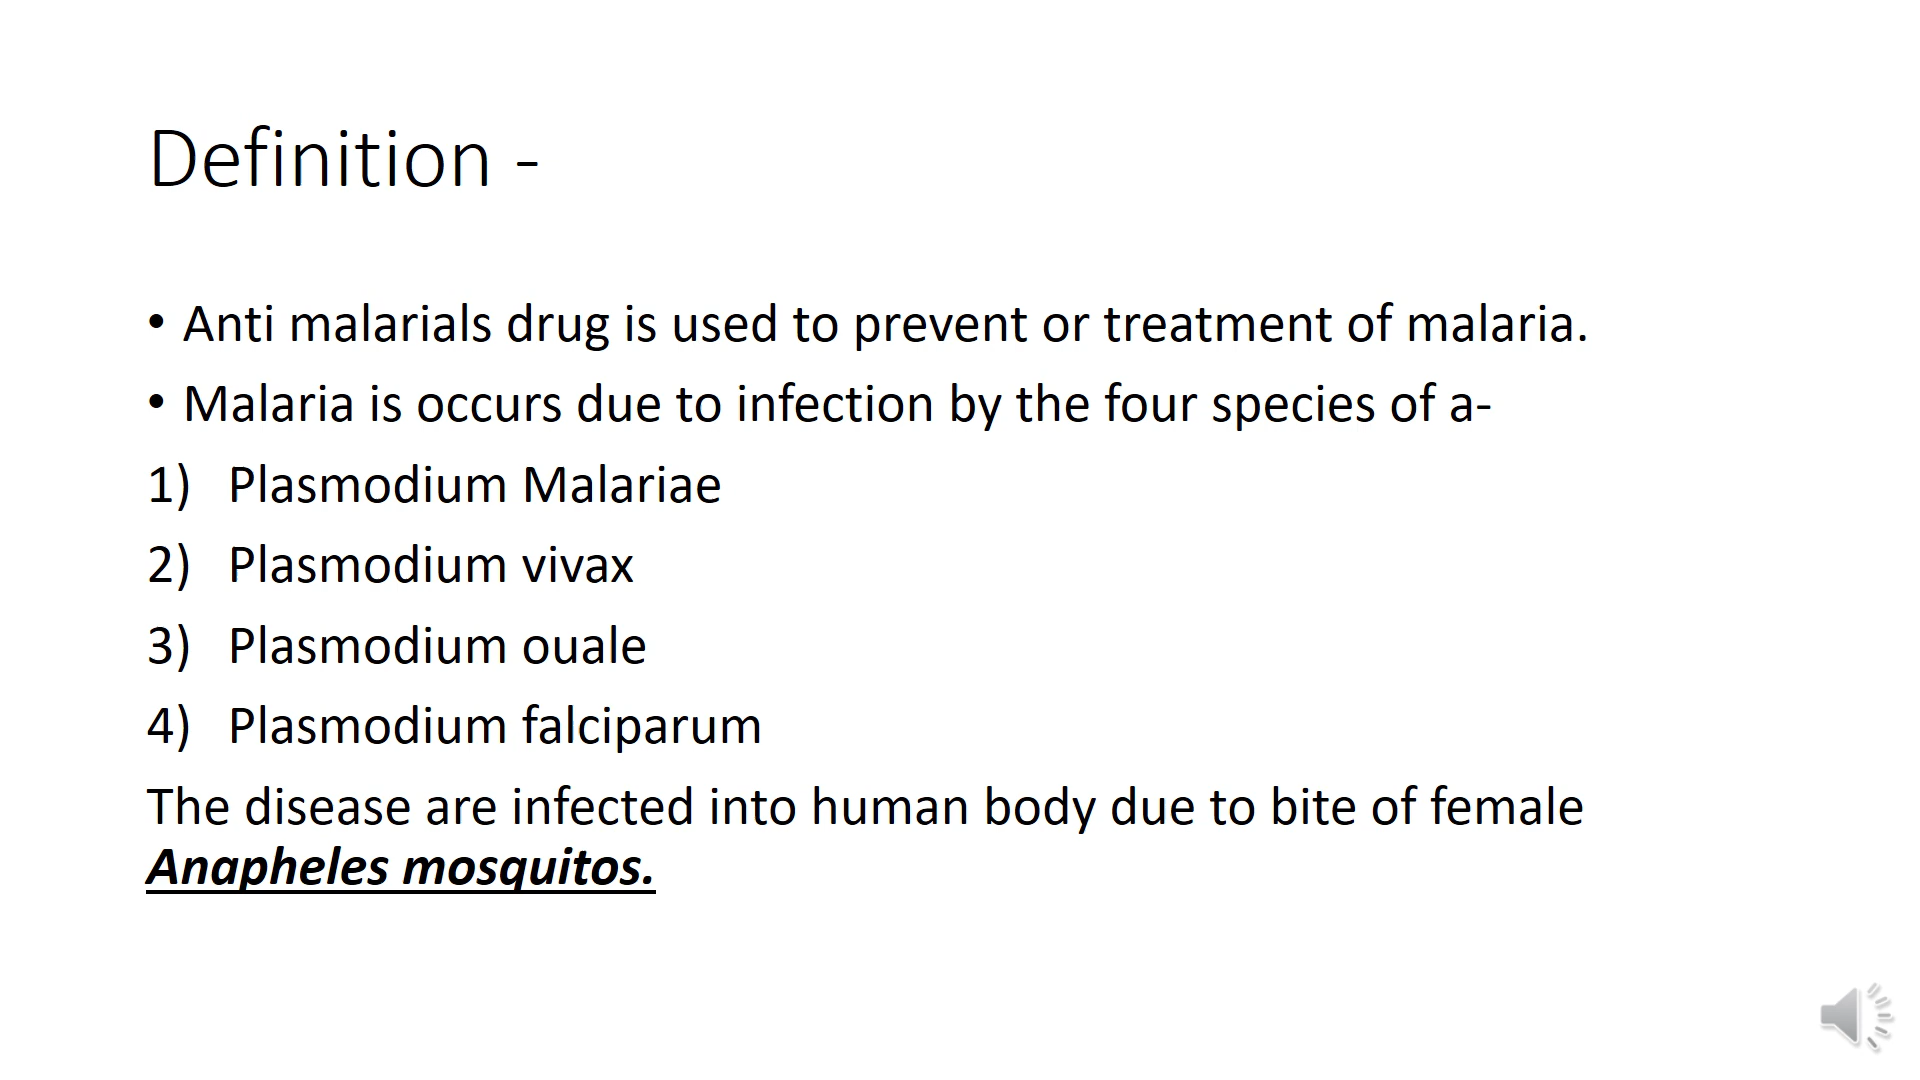 Definition -
• Anti malarials drug is used to prevent or treatment of malaria.
• Malaria is occurs due to infection by the four species of a-
1) Plasmodium Malariae
2) Plasmodium vivax
3) Plasmodium ouale
4) Plasmodium falciparum
The disease are infected into human body due to bite of female
Anapheles mosquitos.